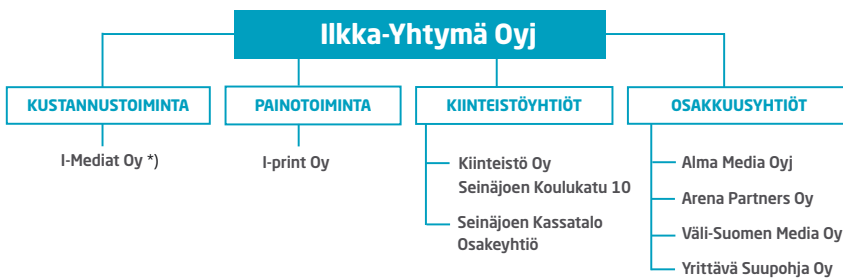 Ilkka-Yhtymä Oyj
KUSTANNUSTOIMINTA
I-Mediat Oy *)
PAINOTOIMINTA
I-print Oy
KIINTEISTÖYHTIÖT
Kiinteistö Oy
Seinäjoen Koulukatu 10
Seinäjoen Kassatalo
Osakeyhtiö
OSAKKUUSYHTIÖT
Alma Media Oyj
Arena Partners Oy
Väli-Suomen Media Oy
Yrittävä Suupohja Oy